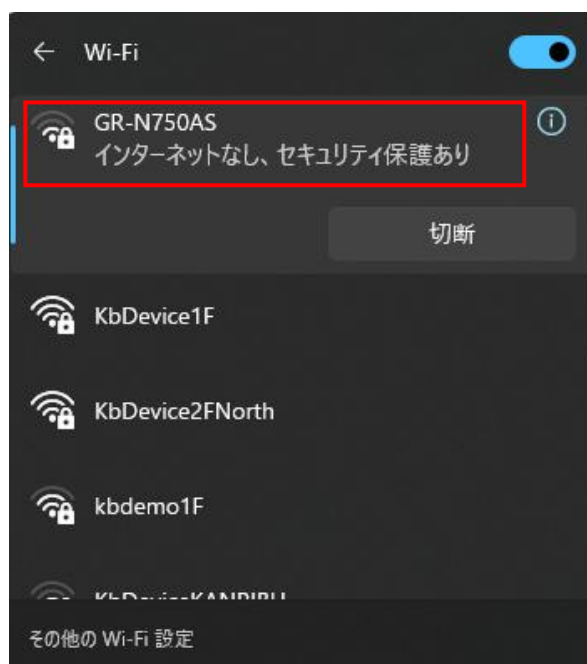 Wi-Fi
GR-N750AS
インターネットなし、セキュリティ保護あり
切断
KbDevice1F
KbDevice2FNorth
kbdemo1F
その他の Wi-Fi 設定